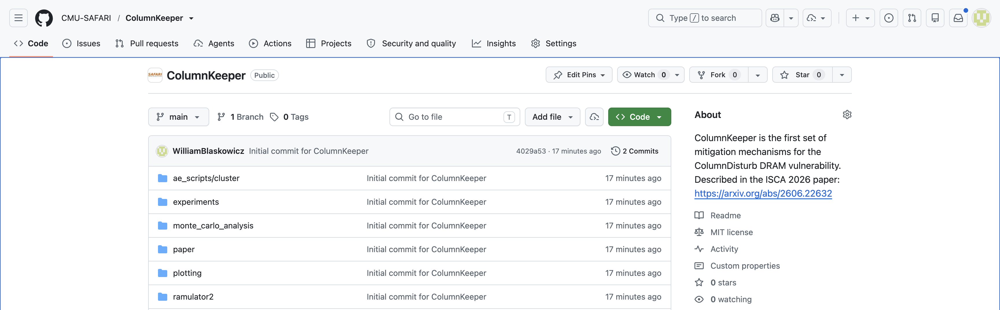 CMU-SAFARI / ColumnKeeper
Type / to search
Code Issues Pull requests Agents Actions Projects Security and quality Insights Settings
SAFARI ColumnKeeper Public
Edit Pins Watch 0 Fork 0 Star 0
main 1 Branch 0 Tags Go to file T Add file Code
WilliamBlaskowicz Initial commit for ColumnKeeper 4029a53 · 17 minutes ago 2 Commits
ae_scripts/cluster Initial commit for ColumnKeeper 17 minutes ago
experiments Initial commit for ColumnKeeper 17 minutes ago
monte_carlo_analysis Initial commit for ColumnKeeper 17 minutes ago
paper Initial commit for ColumnKeeper 17 minutes ago
plotting Initial commit for ColumnKeeper 17 minutes ago
ramulator2 Initial commit for ColumnKeeper 17 minutes ago
About
ColumnKeeper is the first set of
mitigation mechanisms for the
ColumnDisturb DRAM vulnerability.
Described in the ISCA 2026 paper:
https://arxiv.org/abs/2606.22632
Readme
MIT license
Activity
Custom properties
0 stars
0 watching